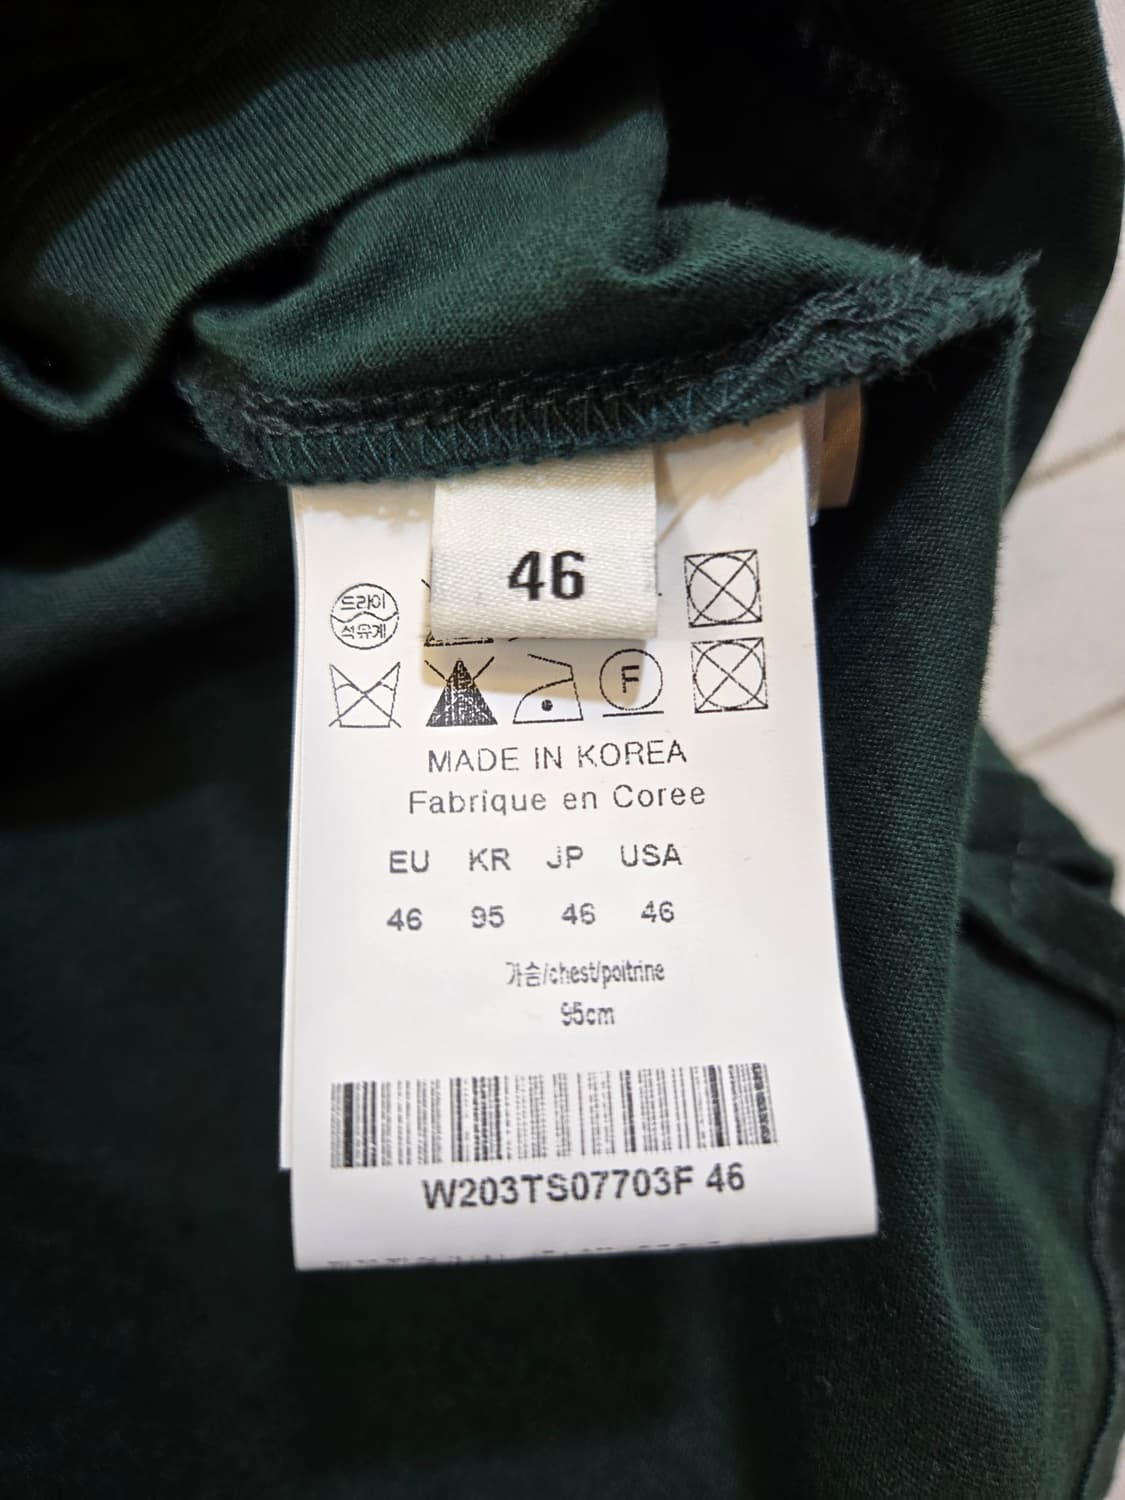 46
드라이
석유계
F
MADE IN KOREA
Fabrique en Coree
EU KR JP USA
46 95 46 46
가슴/chest/poitrine
95cm
W203TS07703F 46